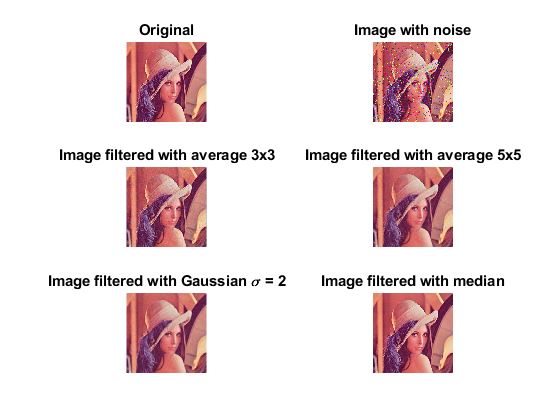 Original
Image with noise
Image filtered with average 3x3
Image filtered with average 5x5
Image filtered with Gaussian σ = 2
Image filtered with median